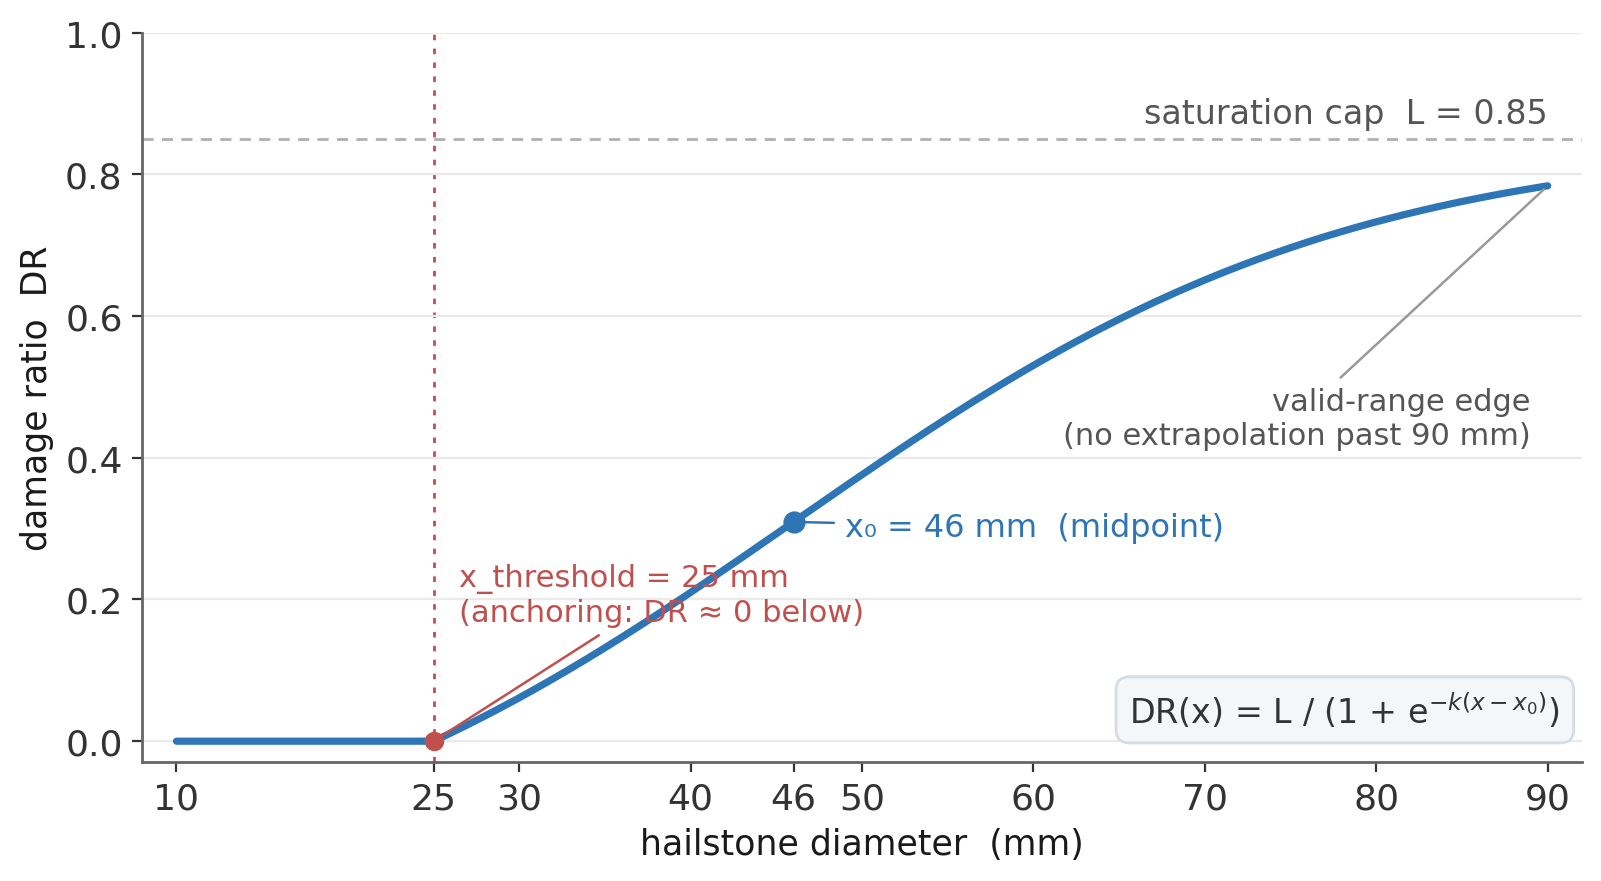 1.0
saturation cap L = 0.85
0.8
0.6
valid-range edge
(no extrapolation past 90 mm)
0.4
x₀ = 46 mm (midpoint)
x_threshold = 25 mm
(anchoring: DR ≈ 0 below)
0.2
DR(x) = L / (1 + e^{−k(x − x₀)})
0.0
10 25 30 40 46 50 60 70 80 90
hailstone diameter (mm)
damage ratio DR